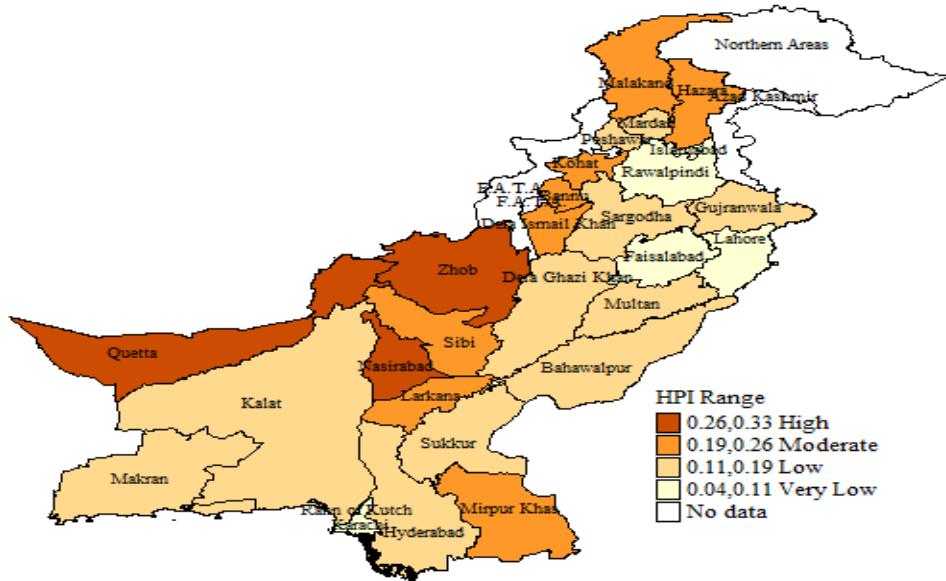 Northern Areas
Malakand
Hazara
Azad Kashmir
Mardan
Peshawar
Islamabad
Kohat
Rawalpindi
F.A.T.A.
Bannu
F.A.T.A.
Dera Ismail Khan
Sargodha
Gujranwala
Lahore
Faisalabad
Zhob
Dera Ghazi Khan
Multan
Quetta
Sibi
Nasirabad
Bahawalpur
Larkana
Kalat
Sukkur
Makran
Rann of Kutch
Karachi
Hyderabad
Mirpur Khas
HPI Range
0.26,0.33 High
0.19,0.26 Moderate
0.11,0.19 Low
0.04,0.11 Very Low
No data